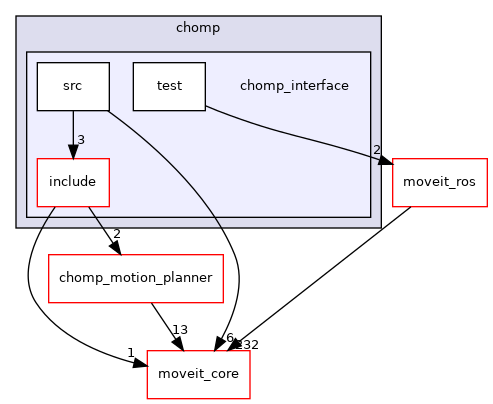 chomp
src
test
chomp_interface
3
2
include
moveit_ros
2
chomp_motion_planner
13
6
232
1
moveit_core